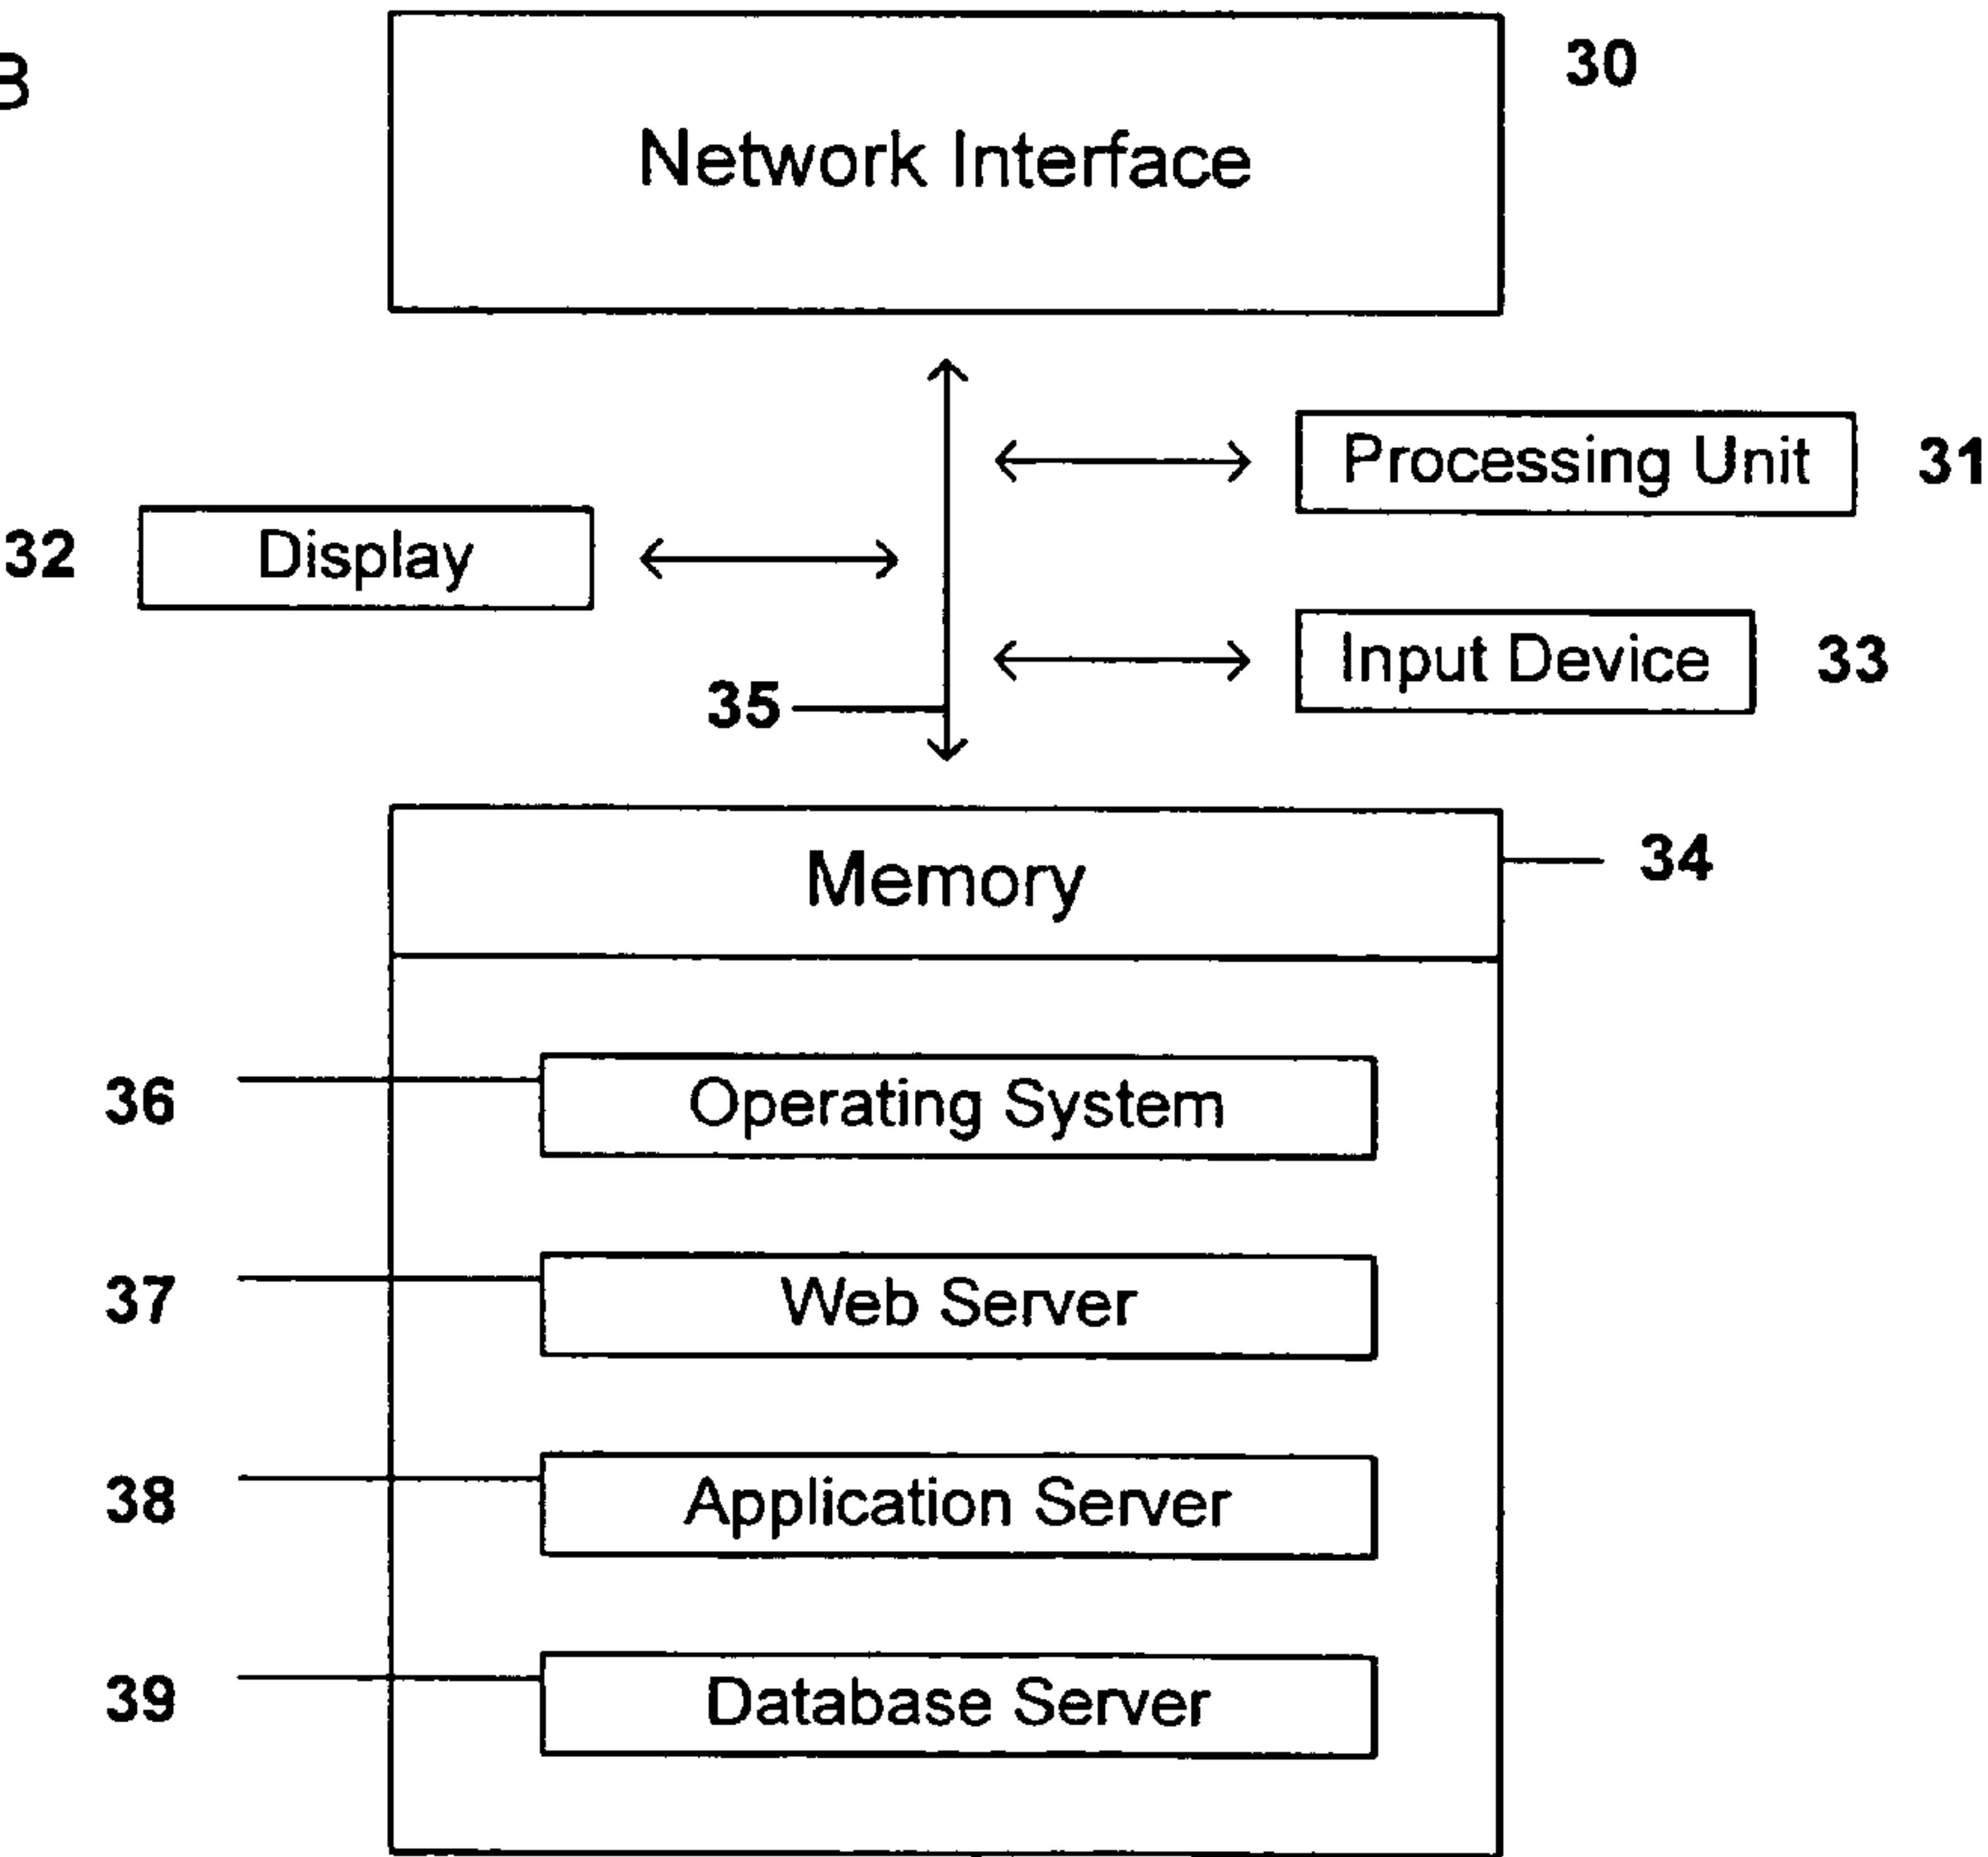 B
30
Network Interface
Processing Unit 31
32 Display
Input Device 33
35
Memory 34
36 Operating System
37 Web Server
38 Application Server
39 Database Server